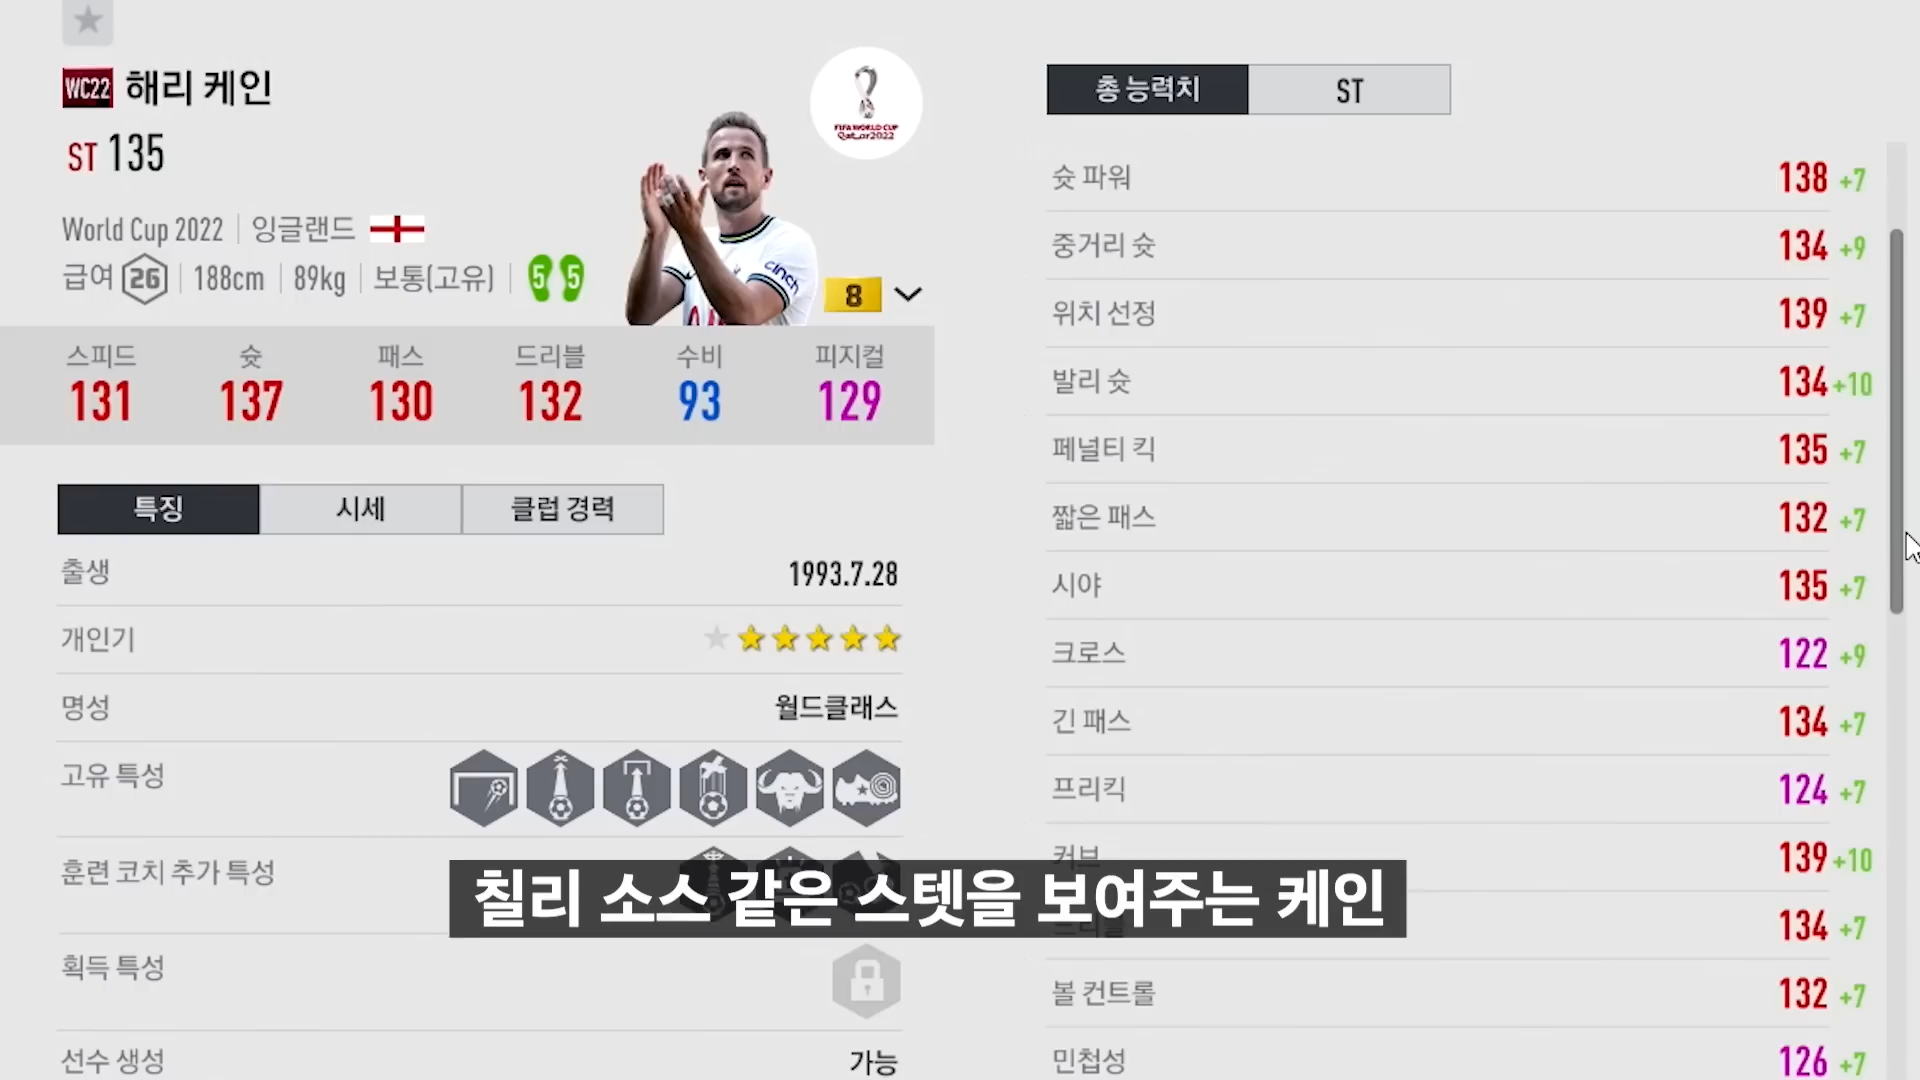 WC22 해리 케인
ST 135
FIFA WORLD CUP
Qatar2022
World Cup 2022 잉글랜드
급여 26 188cm 89kg 보통(고유) 5 5
cinch
8
스피드 슛 패스 드리블 수비 피지컬
131 137 130 132 93 129
특징 시세 클럽 경력
출생 1993.7.28
개인기
명성 월드클래스
고유 특성
훈련 코치 추가 특성
획득 특성
선수 생성 가능
총 능력치 ST
슛 파워 138 +7
중거리 슛 134 +9
위치 선정 139 +7
발리 슛 134 +10
페널티 킥 135 +7
짧은 패스 132 +7
시야 135 +7
크로스 122 +9
긴 패스 134 +7
프리킥 124 +7
커브 139 +10
134 +7
볼 컨트롤 132 +7
민첩성 126 +7
칠리 소스 같은 스텟을 보여주는 케인